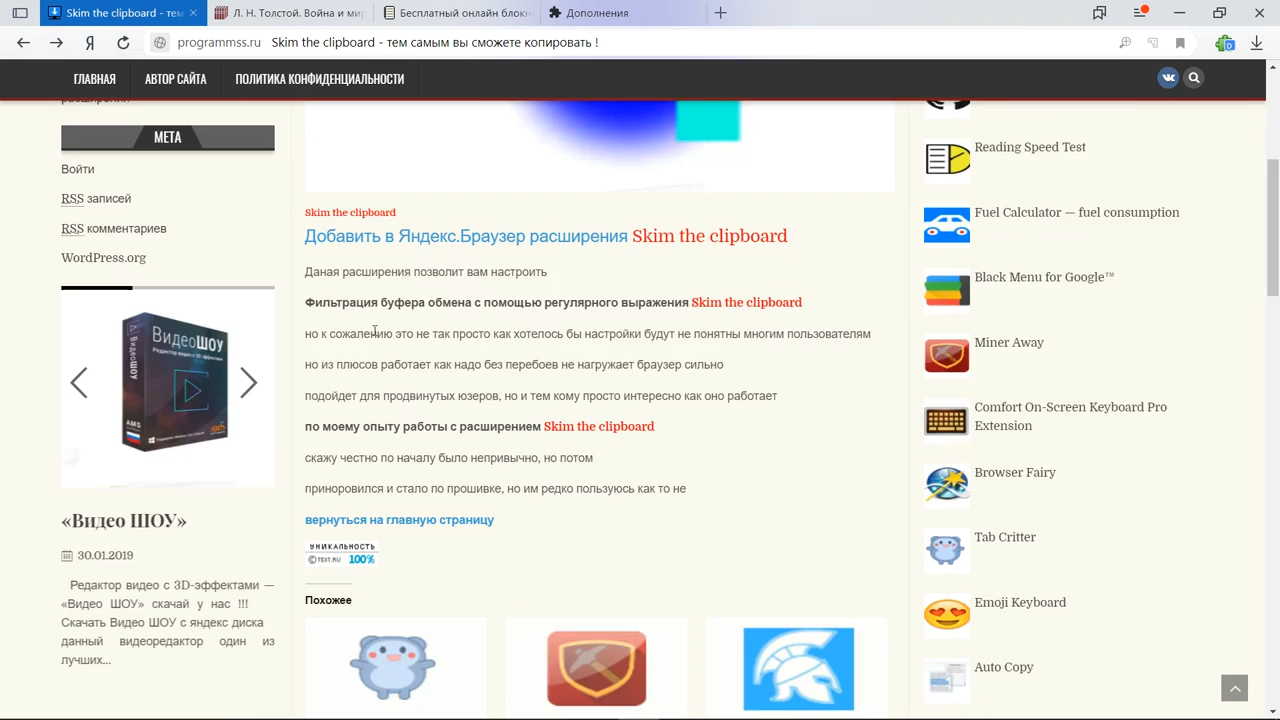 Skim the clipboard - тем
Л. Н. Толстой. Война и мир
Бесплатный онлайн блокн
Дополнения
programmss.ru Skim the clipboard - тем самым вы сможете копировать !
ГЛАВНАЯ
АВТОР САЙТА
ПОЛИТИКА КОНФИДЕНЦИАЛЬНОСТИ
расширения
META
Войти
RSS записей
RSS комментариев
WordPress.org
ВидеоШОУ
Редактор видео с 3D-эффектами
ВидеоШОУ
AMS
«Видео ШОУ»
30.01.2019
Редактор видео с 3D-эффектами —
«Видео ШОУ» скачай у нас !!!
Скачать Видео ШОУ с яндекс диска
данный видеоредактор один из
лучших...
Skim the clipboard
Добавить в Яндекс.Браузер расширения Skim the clipboard
Даная расширения позволит вам настроить
Фильтрация буфера обмена с помощью регулярного выражения Skim the clipboard
но к сожалению это не так просто как хотелось бы настройки будут не понятны многим пользователям
но из плюсов работает как надо без перебоев не нагружает браузер сильно
подойдет для продвинутых юзеров, но и тем кому просто интересно как оно работает
по моему опыту работы с расширением Skim the clipboard
скажу честно по началу было непривычно, но потом
приноровился и стало по прошивке, но им редко пользуюсь как то не
вернуться на главную страницу
УНИКАЛЬНОСТЬ
TEXT.RU 100%
Похожее
Reading Speed Test
Fuel Calculator — fuel consumption
Black Menu for Google™
Miner Away
Comfort On-Screen Keyboard Pro
Extension
Browser Fairy
Tab Critter
Emoji Keyboard
Auto Copy